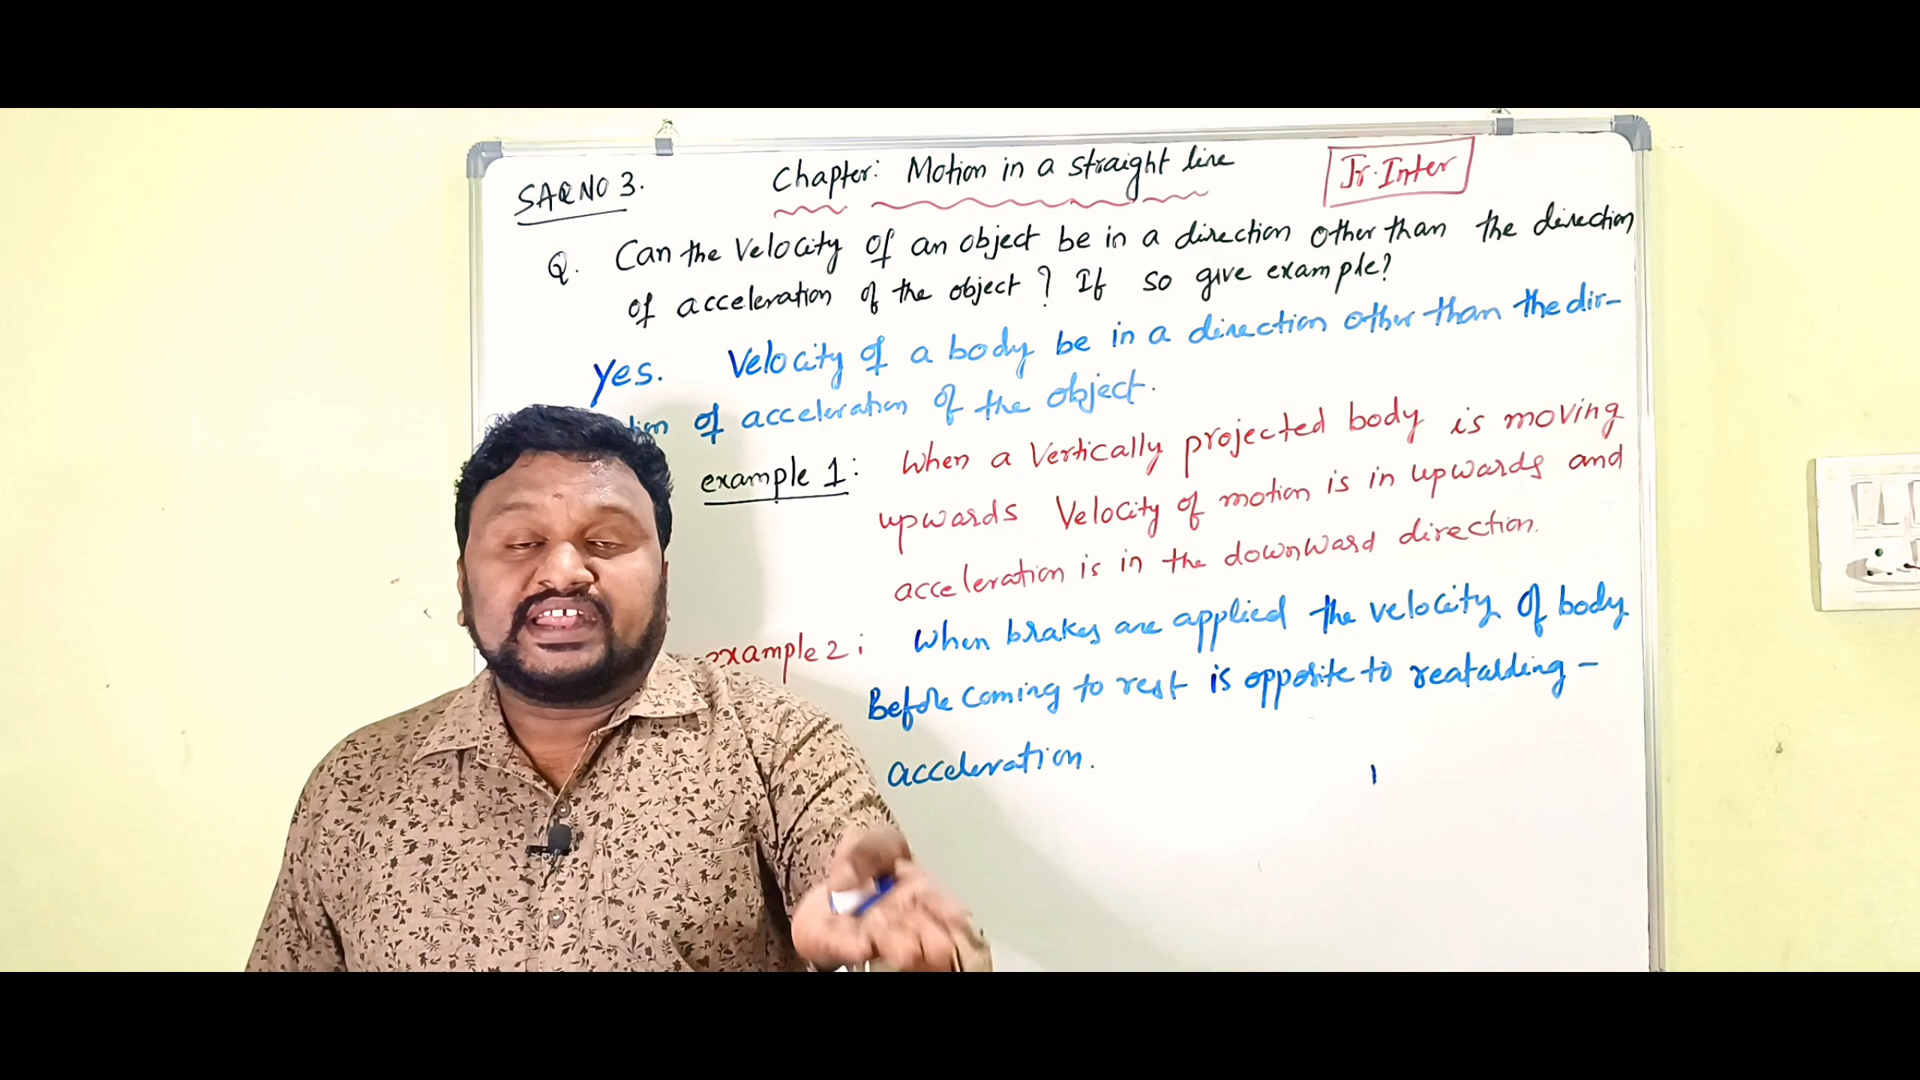 SAQ NO 3.
Chapter: Motion in a straight line
Jr. Inter
Q. Can the Velocity of an object be in a direction other than the direction
of acceleration of the object? If so give example?
Yes. Velocity of a body be in a direction other than the dir-
tion of acceleration of the object.
example 1: When a Vertically projected body is moving
upwards Velocity of motion is in upwards and
acceleration is in the downward direction.
example 2: When brakes are applied the velocity of body
Before coming to rest is opposite to reatarding-
acceleration.